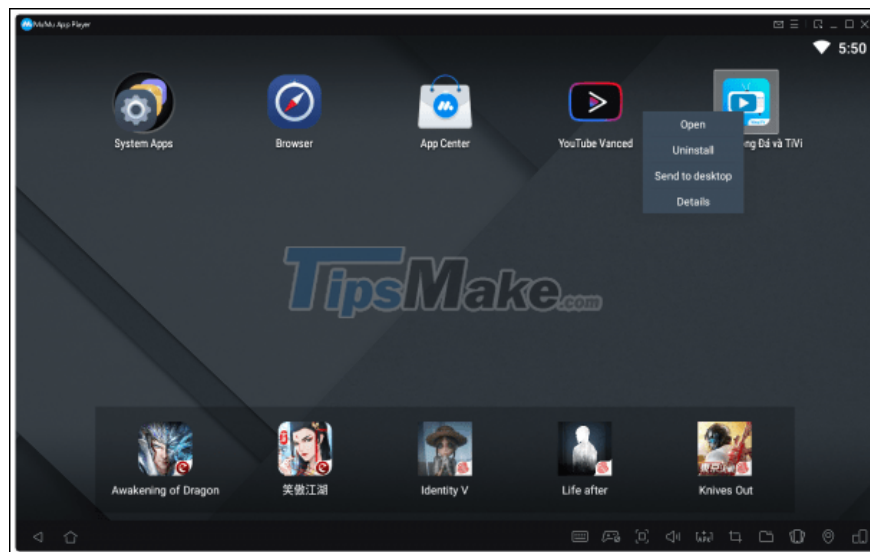 MuMu App Player
5:50
System Apps
Browser
App Center
YouTube Vanced
ng Đá và TiVi
Open
Uninstall
Send to desktop
Details
TipsMake.com
Awakening of Dragon
笑傲江湖
Identity V
Life after
Knives Out